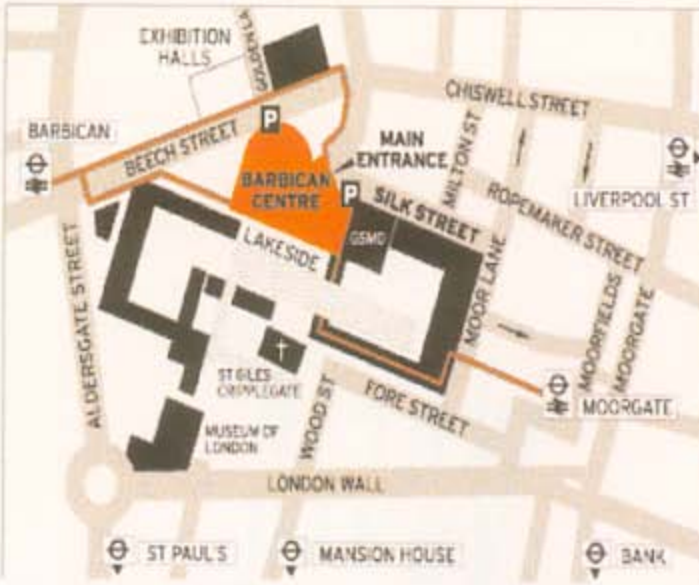 EXHIBITION
HALLS
GOLDEN LA
BARBICAN
BEECH STREET
P
CHISWELL STREET
MAIN
ENTRANCE
MILTON ST
BARBICAN
CENTRE
P
SILK STREET
ROPEMAKER STREET
LIVERPOOL ST
GSMD
LAKESIDE
MOOR LANE
ALDERSGATE STREET
MOORFIELDS
MOORGATE
ST GILES
CRIPPLEGATE
WOOD ST
FORE STREET
MOORGATE
MUSEUM OF
LONDON
LONDON WALL
ST PAUL'S
MANSION HOUSE
BANK